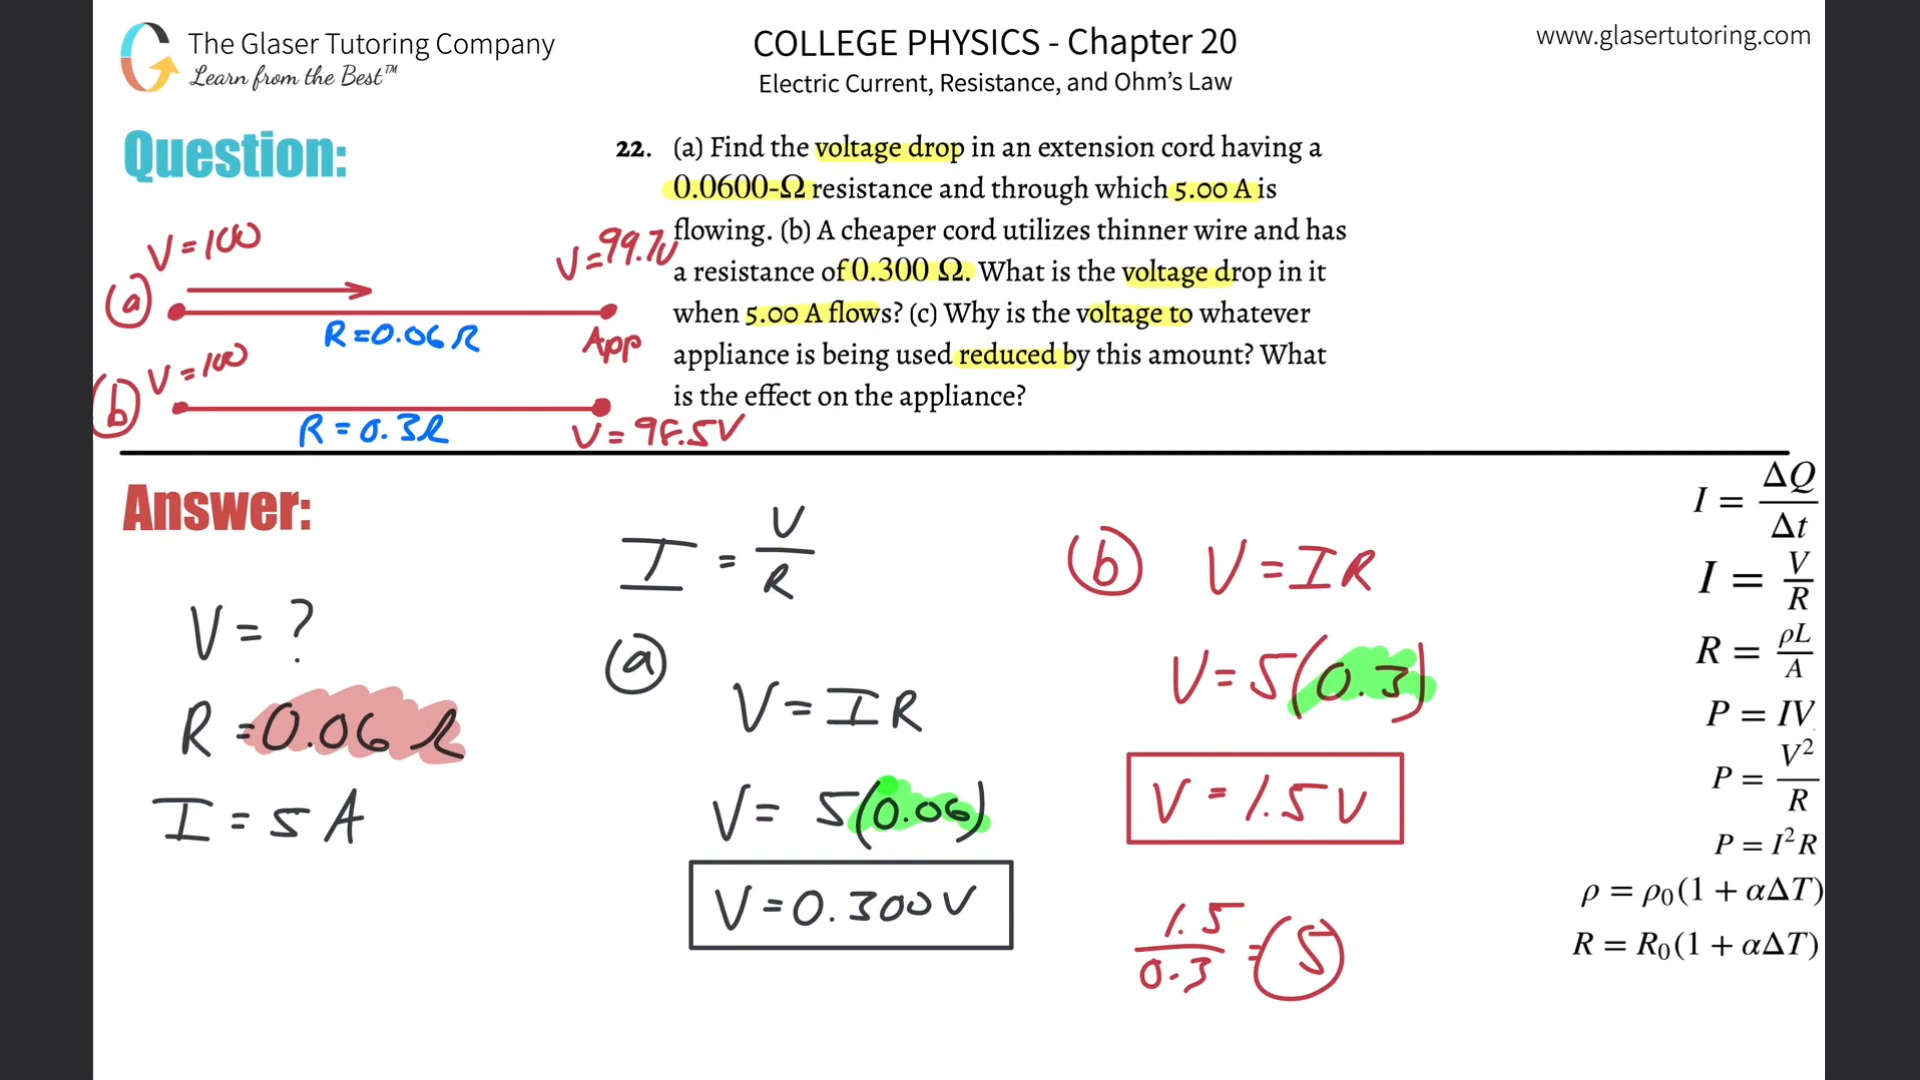 The Glaser Tutoring Company
Learn from the Best™
COLLEGE PHYSICS - Chapter 20
Electric Current, Resistance, and Ohm's Law
www.glasertutoring.com
Question:
22. (a) Find the voltage drop in an extension cord having a
0.0600-Ω resistance and through which 5.00 A is
flowing. (b) A cheaper cord utilizes thinner wire and has
a resistance of 0.300 Ω. What is the voltage drop in it
when 5.00 A flows? (c) Why is the voltage to whatever
appliance is being used reduced by this amount? What
is the effect on the appliance?
(a) V = 100
V = 99.7V
R = 0.06 Ω
App
(b) V = 100
R = 0.3Ω
V = 98.5V
Answer:
V = ?
R = 0.06 Ω
I = 5 A
I = V/R
(a)
V = IR
V = 5(0.06)
V = 0.300 V
(b) V = IR
V = 5(0.3)
V = 1.5 V
1.5/0.3 = 5
I = ΔQ/Δt
I = V/R
R = ρL/A
P = IV
P = V²/R
P = I²R
ρ = ρ₀(1 + αΔT)
R = R₀(1 + αΔT)